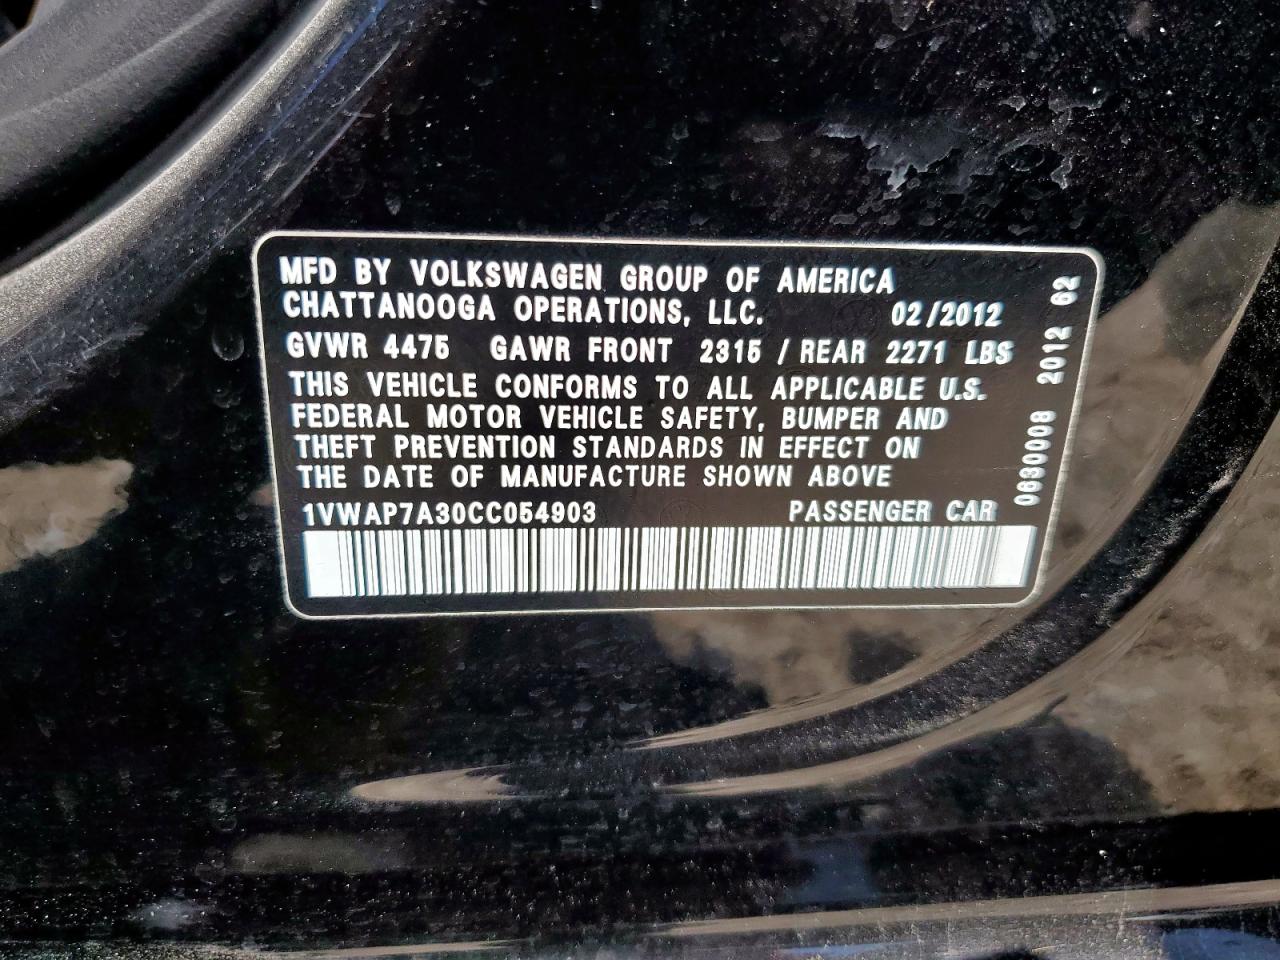 MFD BY VOLKSWAGEN GROUP OF AMERICA
CHATTANOOGA OPERATIONS, LLC. 02/2012
GVWR 4475 GAWR FRONT 2315 / REAR 2271 LBS
THIS VEHICLE CONFORMS TO ALL APPLICABLE U.S.
FEDERAL MOTOR VEHICLE SAFETY, BUMPER AND
THEFT PREVENTION STANDARDS IN EFFECT ON
THE DATE OF MANUFACTURE SHOWN ABOVE
1VWAP7A30CC054903 PASSENGER CAR
0630008 2012 62